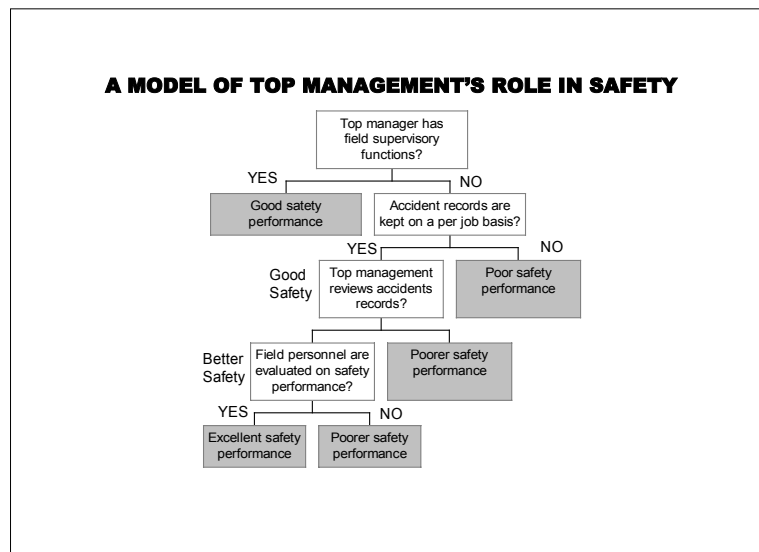 A MODEL OF TOP MANAGEMENT'S ROLE IN SAFETY
Top manager has
field supervisory
functions?
YES
NO
Good satety
performance
Accident records are
kept on a per job basis?
YES
NO
Good
Safety
Top management
reviews accidents
records?
Poor safety
performance
Better
Safety
Field personnel are
evaluated on safety
performance?
Poorer safety
performance
YES
NO
Excellent safety
performance
Poorer safety
performance